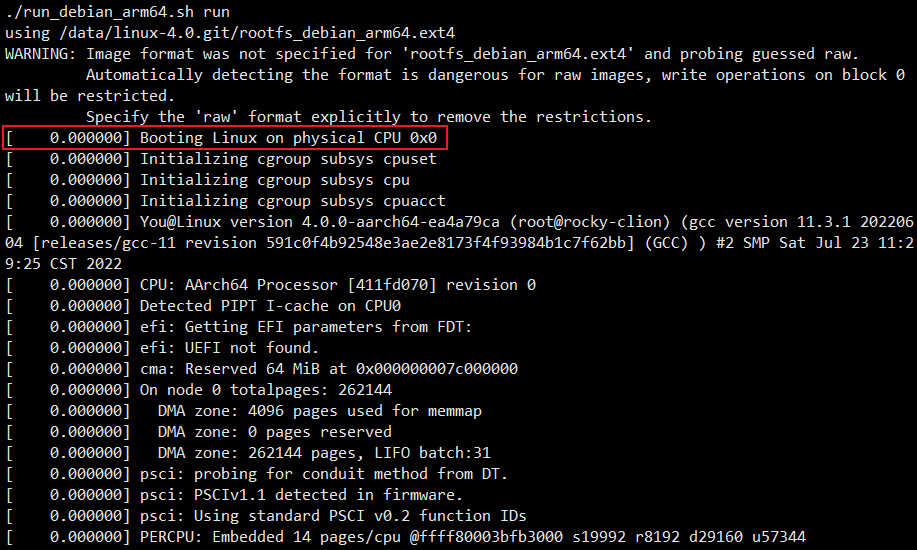 ./run_debian_arm64.sh run
using /data/linux-4.0.git/rootfs_debian_arm64.ext4
WARNING: Image format was not specified for 'rootfs_debian_arm64.ext4' and probing guessed raw.
         Automatically detecting the format is dangerous for raw images, write operations on block 0
will be restricted.
         Specify the 'raw' format explicitly to remove the restrictions.
[    0.000000] Booting Linux on physical CPU 0x0
[    0.000000] Initializing cgroup subsys cpuset
[    0.000000] Initializing cgroup subsys cpu
[    0.000000] Initializing cgroup subsys cpuacct
[    0.000000] You@Linux version 4.0.0-aarch64-ea4a79ca (root@rocky-clion) (gcc version 11.3.1 202206
04 [releases/gcc-11 revision 591c0f4b92548e3ae2e8173f4f93984b1c7f62bb] (GCC) ) #2 SMP Sat Jul 23 11:2
9:25 CST 2022
[    0.000000] CPU: AArch64 Processor [411fd070] revision 0
[    0.000000] Detected PIPT I-cache on CPU0
[    0.000000] efi: Getting EFI parameters from FDT:
[    0.000000] efi: UEFI not found.
[    0.000000] cma: Reserved 64 MiB at 0x000000007c000000
[    0.000000] On node 0 totalpages: 262144
[    0.000000]   DMA zone: 4096 pages used for memmap
[    0.000000]   DMA zone: 0 pages reserved
[    0.000000]   DMA zone: 262144 pages, LIFO batch:31
[    0.000000] psci: probing for conduit method from DT.
[    0.000000] psci: PSCIv1.1 detected in firmware.
[    0.000000] psci: Using standard PSCI v0.2 function IDs
[    0.000000] PERCPU: Embedded 14 pages/cpu @ffff80003bfb3000 s19992 r8192 d29160 u57344